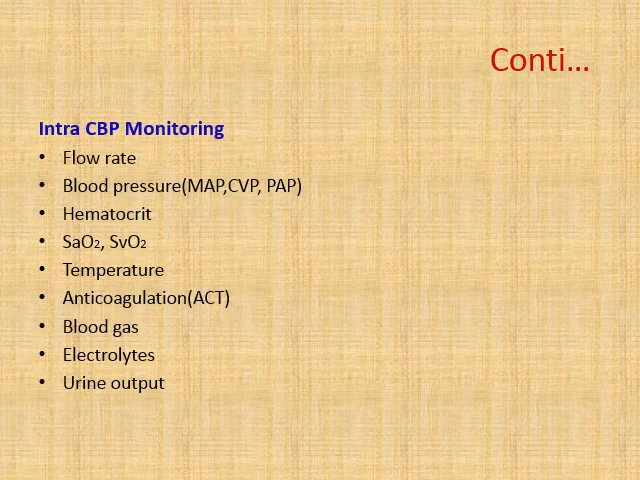 Conti...
Intra CBP Monitoring
• Flow rate
• Blood pressure(MAP,CVP, PAP)
• Hematocrit
• SaO₂, SvO₂
• Temperature
• Anticoagulation(ACT)
• Blood gas
• Electrolytes
• Urine output